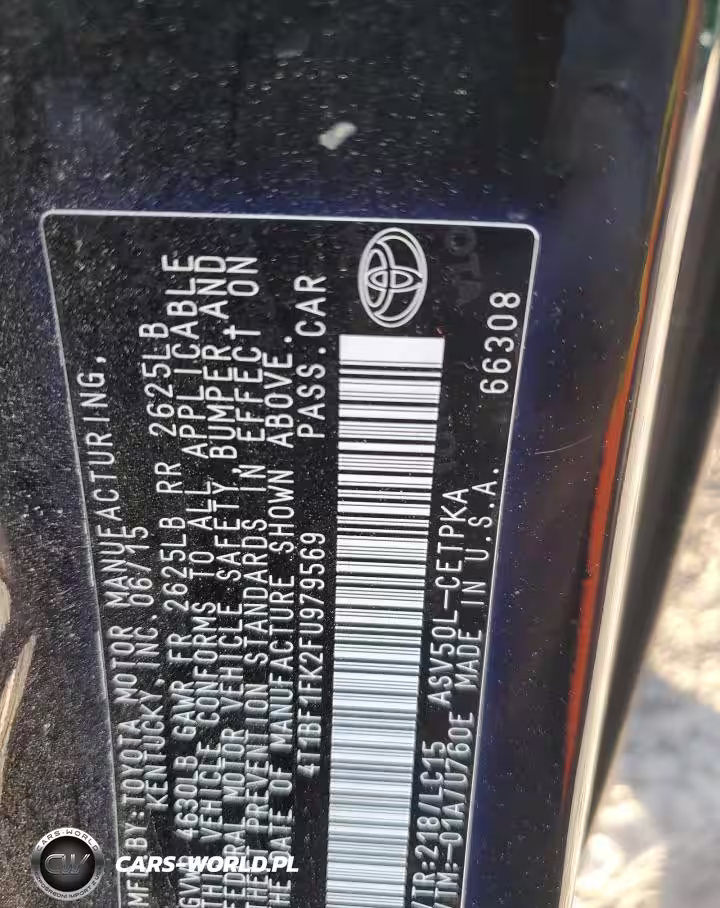 MFD BY:TOYOTA MOTOR MANUFACTURING,
KENTUCKY, INC. 06/15
GVWR 4630LB GAWR FR 2625LB RR 2625LB
THIS VEHICLE CONFORMS TO ALL APPLICABLE
FEDERAL MOTOR VEHICLE SAFETY, BUMPER, AND
THEFT PREVENTION STANDARDS IN EFFECT ON
THE DATE OF MANUFACTURE SHOWN ABOVE.
4T1BF1FK2FU979569 PASS.CAR
C/TR:218/LC15 ASV50L-CETPKA
A/TM:-01A/U760E MADE IN U.S.A.
66308
CARS-WORLD
CW
CARS-WORLD.PL